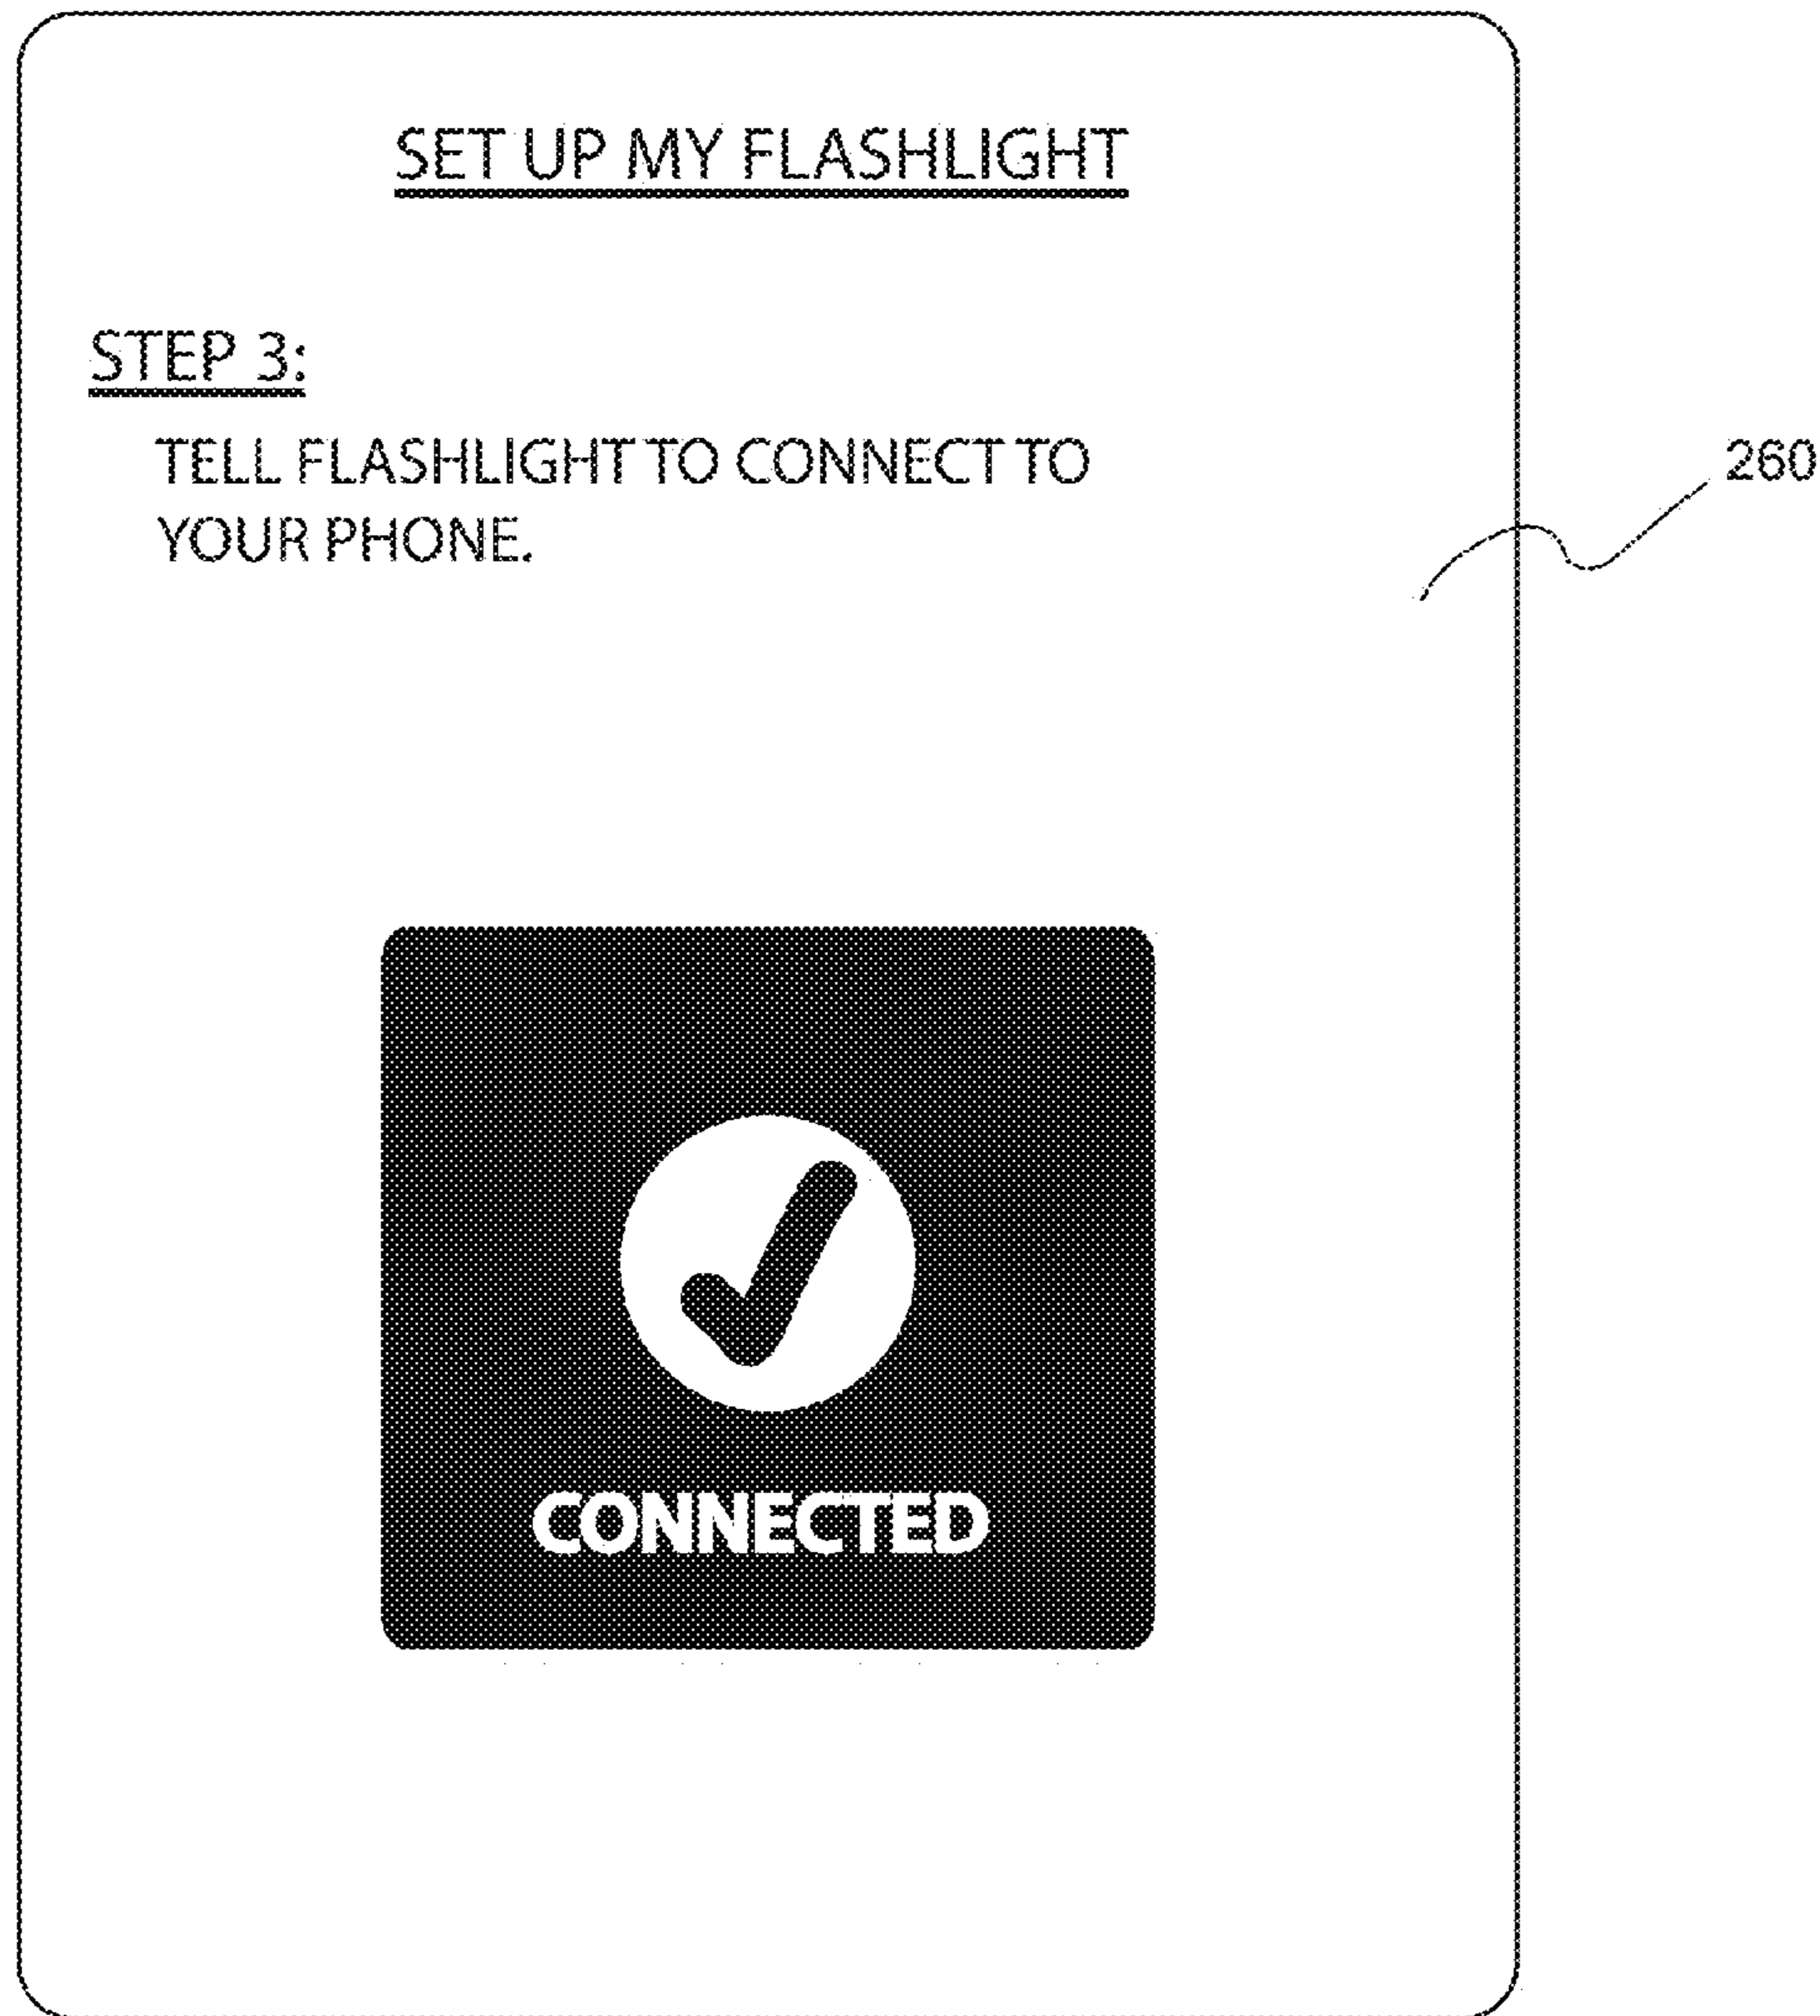 SET UP MY FLASHLIGHT
STEP 3:
TELL FLASHLIGHT TO CONNECT TO
YOUR PHONE.
260
CONNECTED